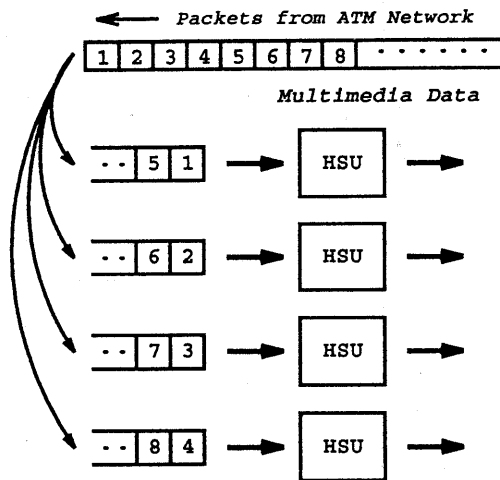 Packets from ATM Network
1 2 3 4 5 6 7 8 · · · · · ·
Multimedia Data
·· 5 1 HSU
·· 6 2 HSU
·· 7 3 HSU
·· 8 4 HSU